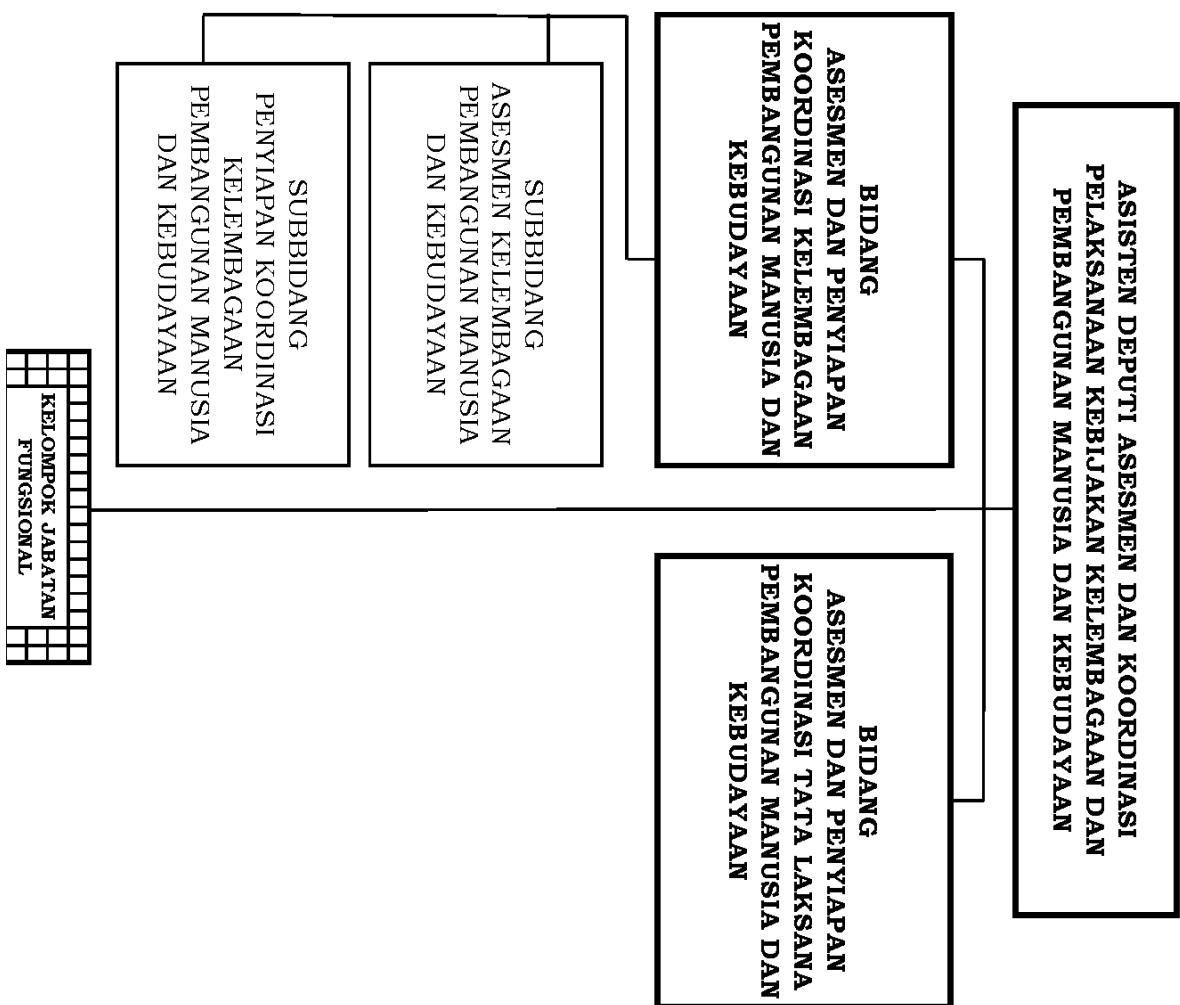 ASISTEN DEPUTI ASESMEN DAN KOORDINASI
PELAKSANAAN KEBIJAKAN KELEMBAGAAN DAN
PEMBANGUNAN MANUSIA DAN KEBUDAYAAN
BIDANG
ASESMEN DAN PENYIAPAN
KOORDINASI KELEMBAGAAN
PEMBANGUNAN MANUSIA DAN
KEBUDAYAAN
BIDANG
ASESMEN DAN PENYIAPAN
KOORDINASI TATA LAKSANA
PEMBANGUNAN MANUSIA DAN
KEBUDAYAAN
SUBBIDANG
ASESMEN KELEMBAGAAN
PEMBANGUNAN MANUSIA
DAN KEBUDAYAAN
SUBBIDANG
PENYIAPAN KOORDINASI
KELEMBAGAAN
PEMBANGUNAN MANUSIA
DAN KEBUDAYAAN
KELOMPOK JABATAN
FUNGSIONAL